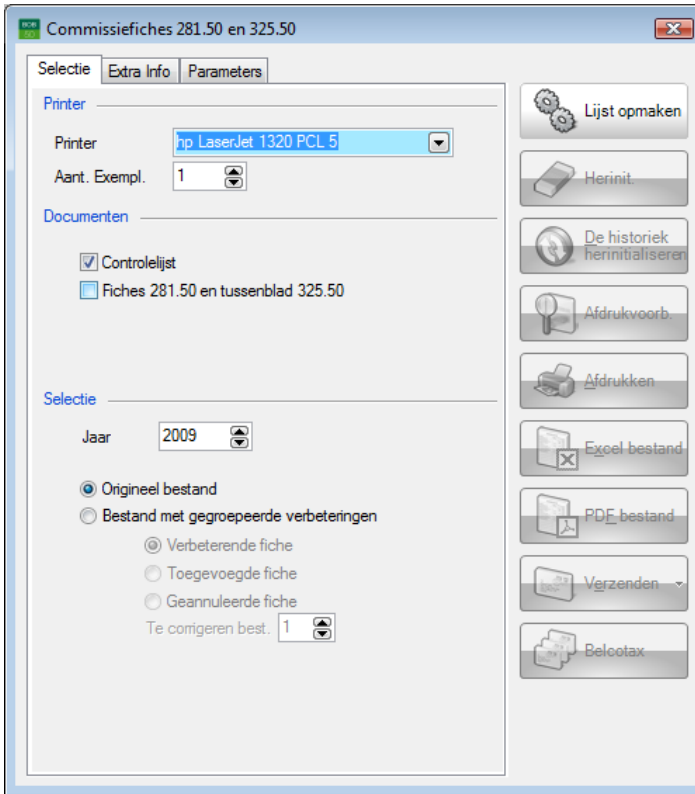 BOB 50 Commissiefiches 281.50 en 325.50
Selectie Extra Info Parameters
Printer
Printer hp LaserJet 1320 PCL 5
Aant. Exempl. 1
Documenten
Controlelijst
Fiches 281.50 en tussenblad 325.50
Selectie
Jaar 2009
Origineel bestand
Bestand met gegroepeerde verbeteringen
Verbeterende fiche
Toegevoegde fiche
Geannuleerde fiche
Te corrigeren best. 1
Lijst opmaken
Herinit.
De historiek
herinitialiseren
Afdrukvoorb.
Afdrukken
Excel bestand
PDF bestand
Verzenden
Belcotax